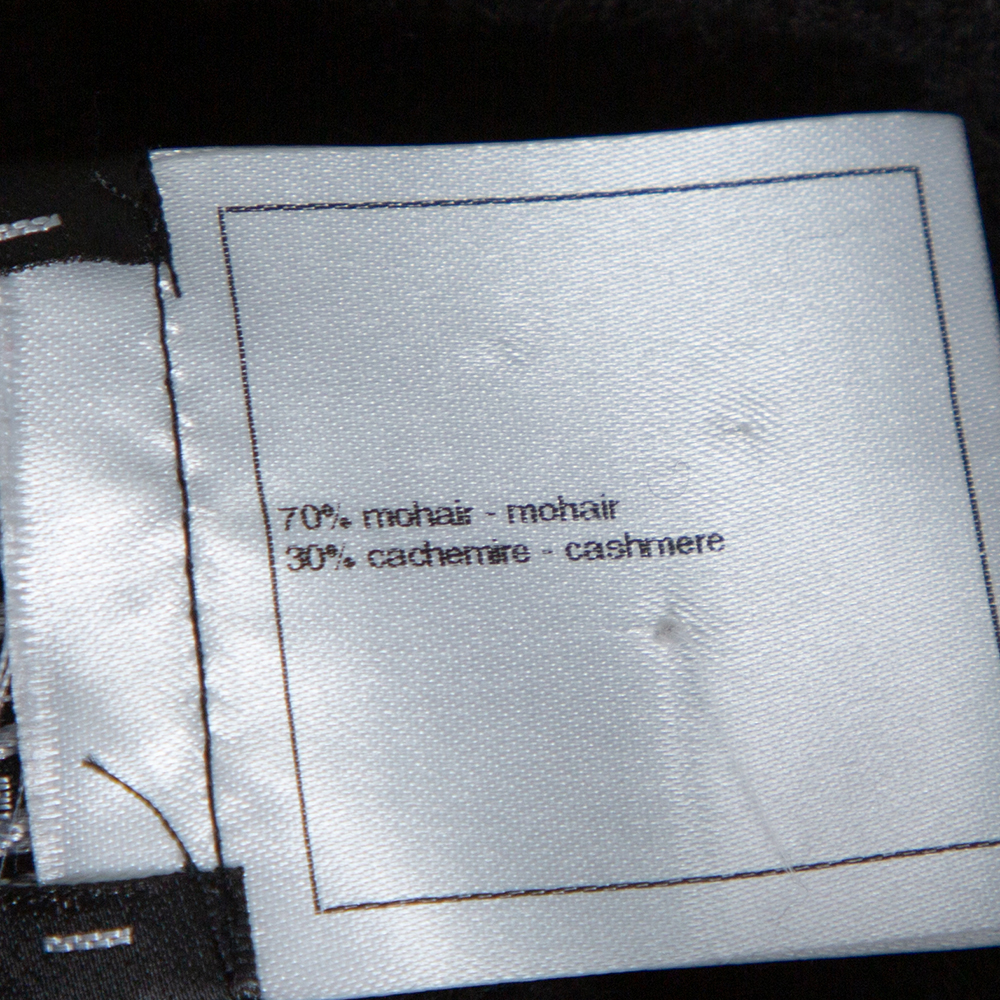 70% mohair - mohair
30% cachemire - cashmere